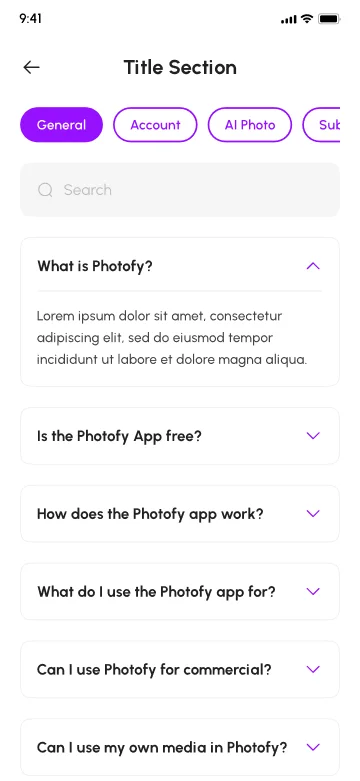 9:41
Title Section
General
Account
AI Photo
Sub
Search
What is Photofy?
Lorem ipsum dolor sit amet, consectetur
adipiscing elit, sed do eiusmod tempor
incididunt ut labore et dolore magna aliqua.
Is the Photofy App free?
How does the Photofy app work?
What do I use the Photofy app for?
Can I use Photofy for commercial?
Can I use my own media in Photofy?